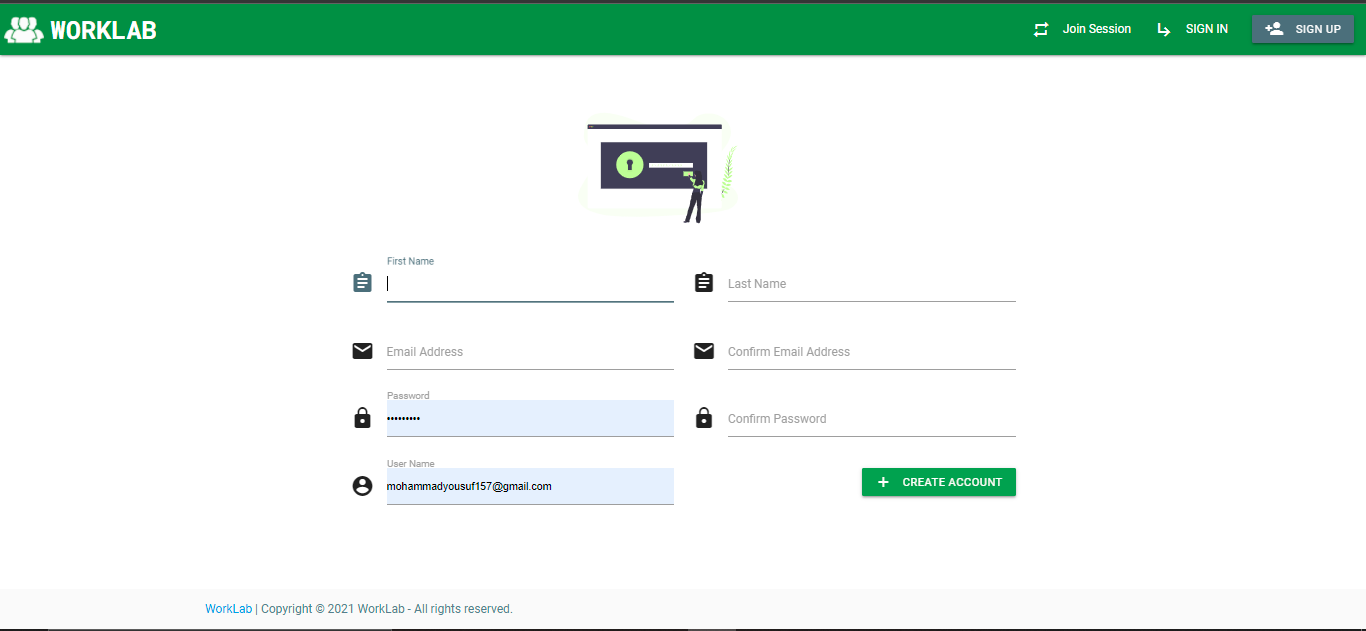 WORKLAB
Join Session
SIGN IN
SIGN UP
First Name
Last Name
Email Address
Confirm Email Address
Password
•••••••••
Confirm Password
User Name
mohammadyousuf157@gmail.com
CREATE ACCOUNT
WorkLab | Copyright © 2021 WorkLab - All rights reserved.